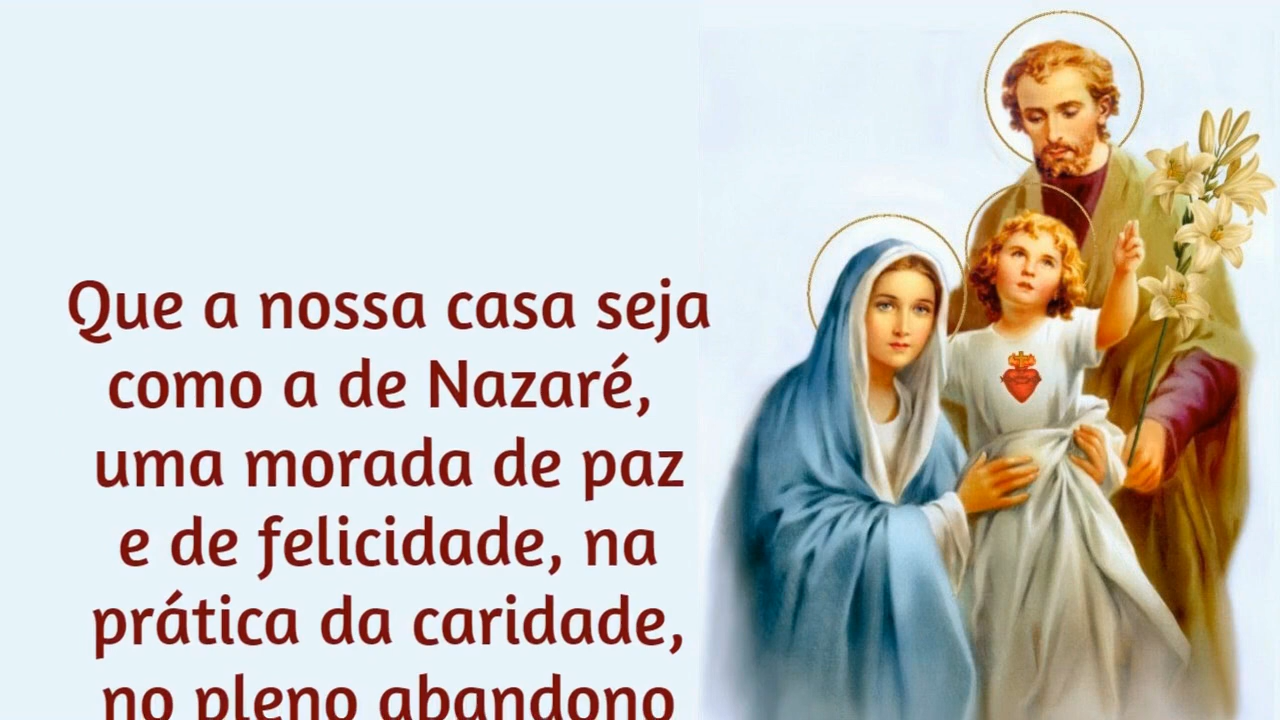 Que a nossa casa seja
como a de Nazaré,
uma morada de paz
e de felicidade, na
prática da caridade,
no pleno abandono